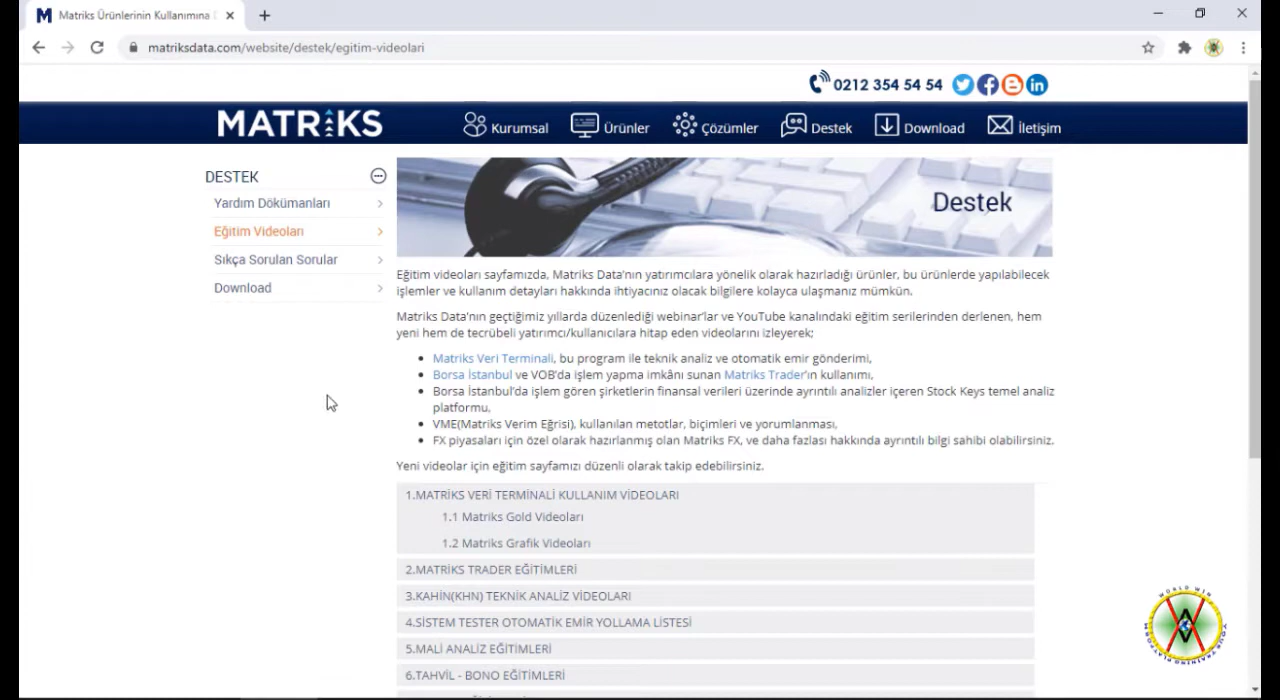 Matriks Ürünlerinin Kullanımına
matriksdata.com/website/destek/egitim-videolari
0212 354 54 54
MATRİKS
Kurumsal
Ürünler
Çözümler
Destek
Download
İletişim
DESTEK
Yardım Dökümanları
Eğitim Videoları
Sıkça Sorulan Sorular
Download
Destek
Eğitim videoları sayfamızda, Matriks Data'nın yatırımcılara yönelik olarak hazırladığı ürünler, bu ürünlerde yapılabilecek
işlemler ve kullanım detayları hakkında ihtiyacınız olacak bilgilere kolayca ulaşmanız mümkün.
Matriks Data'nın geçtiğimiz yıllarda düzenlediği webinar'lar ve YouTube kanalındaki eğitim serilerinden derlenen, hem
yeni hem de tecrübeli yatırımcı/kullanıcılara hitap eden videolarını izleyerek;
Matriks Veri Terminali, bu program ile teknik analiz ve otomatik emir gönderimi,
Borsa İstanbul ve VOB'da işlem yapma imkânı sunan Matriks Trader'ın kullanımı,
Borsa İstanbul'da işlem gören şirketlerin finansal verileri üzerinde ayrıntılı analizler içeren Stock Keys temel analiz
platformu,
VME(Matriks Verim Eğrisi), kullanılan metotlar, biçimleri ve yorumlanması,
FX piyasaları için özel olarak hazırlanmış olan Matriks FX, ve daha fazlası hakkında ayrıntılı bilgi sahibi olabilirsiniz.
Yeni videolar için eğitim sayfamızı düzenli olarak takip edebilirsiniz.
1.MATRİKS VERİ TERMİNALİ KULLANIM VİDEOLARI
1.1 Matriks Gold Videoları
1.2 Matriks Grafik Videoları
2.MATRİKS TRADER EĞİTİMLERİ
3.KAHİN(KHN) TEKNİK ANALİZ VİDEOLARI
4.SİSTEM TESTER OTOMATİK EMİR YOLLAMA LİSTESİ
5.MALİ ANALİZ EĞİTİMLERİ
6.TAHVİL - BONO EĞİTİMLERİ
WORLD WIN
YOUR TRAINING PLATFORM